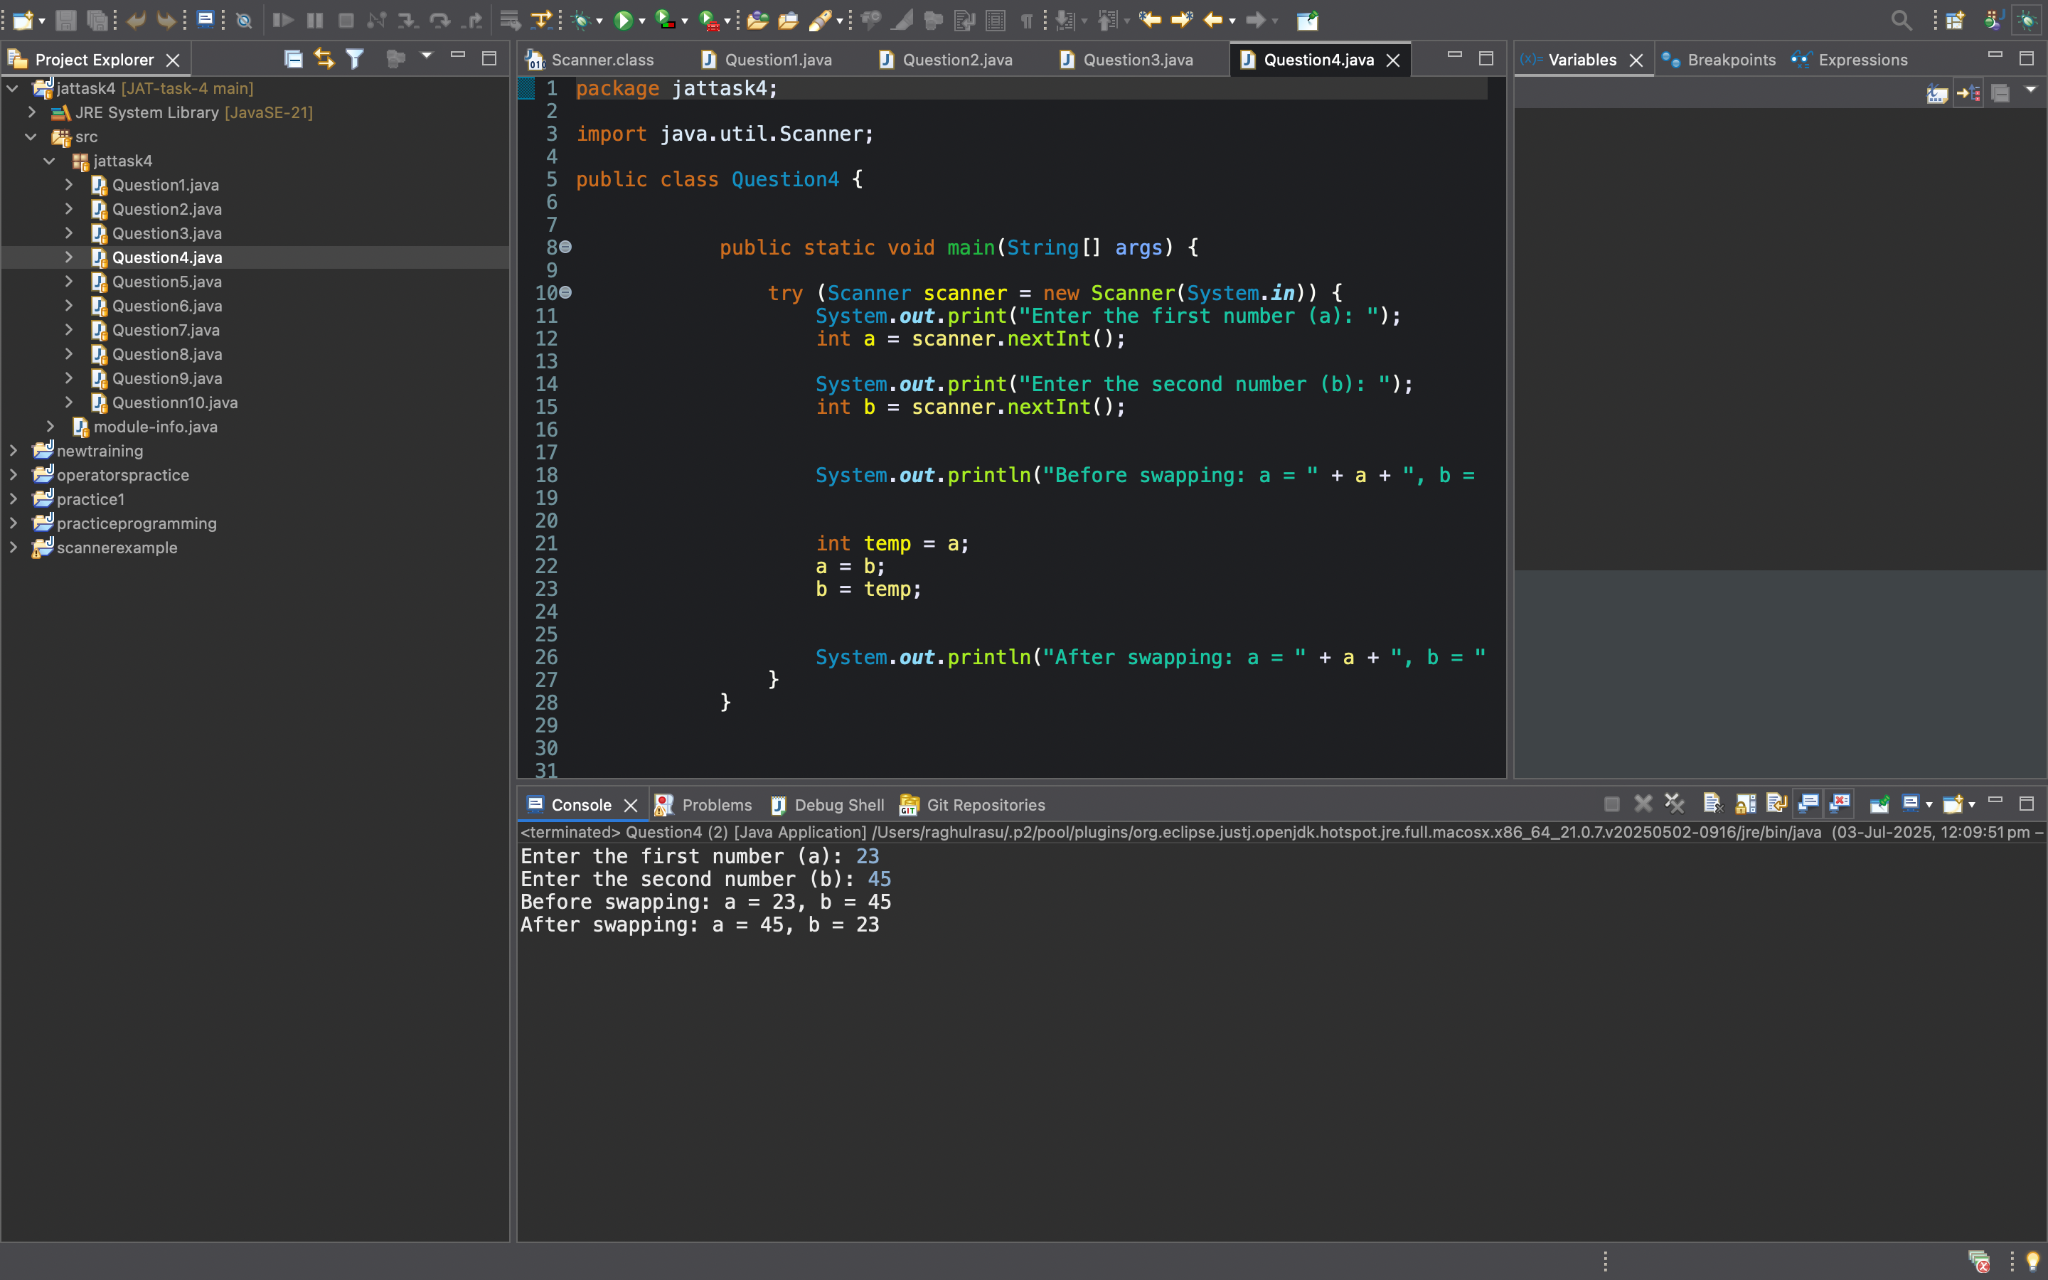 Project Explorer
jattask4 [JAT-task-4 main]
JRE System Library [JavaSE-21]
src
jattask4
Question1.java
Question2.java
Question3.java
Question4.java
Question5.java
Question6.java
Question7.java
Question8.java
Question9.java
Questionn10.java
module-info.java
newtraining
operatorspractice
practice1
practiceprogramming
scannerexample
Scanner.class Question1.java Question2.java Question3.java Question4.java
1 package jattask4;
2
3 import java.util.Scanner;
4
5 public class Question4 {
6
7
8 public static void main(String[] args) {
9
10 try (Scanner scanner = new Scanner(System.in)) {
11 System.out.print("Enter the first number (a): ");
12 int a = scanner.nextInt();
13
14 System.out.print("Enter the second number (b): ");
15 int b = scanner.nextInt();
16
17
18 System.out.println("Before swapping: a = " + a + ", b =
19
20
21 int temp = a;
22 a = b;
23 b = temp;
24
25
26 System.out.println("After swapping: a = " + a + ", b = "
27 }
28 }
29
30
31
(x)= Variables Breakpoints Expressions
Console Problems Debug Shell Git Repositories
<terminated> Question4 (2) [Java Application] /Users/raghulrasu/.p2/pool/plugins/org.eclipse.justj.openjdk.hotspot.jre.full.macosx.x86_64_21.0.7.v20250502-0916/jre/bin/java (03-Jul-2025, 12:09:51 pm –
Enter the first number (a): 23
Enter the second number (b): 45
Before swapping: a = 23, b = 45
After swapping: a = 45, b = 23